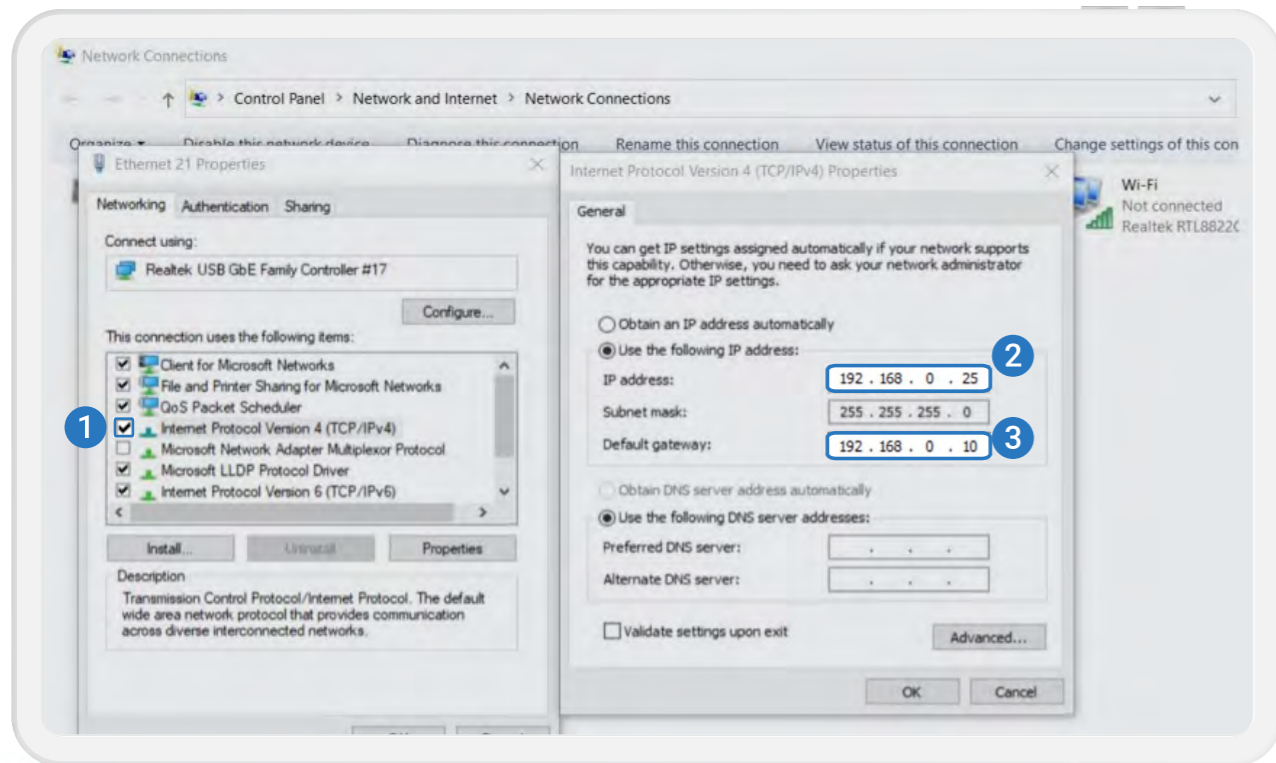 Network Connections
Control Panel > Network and Internet > Network Connections
Organize Disable this network device Diagnose this connection Rename this connection View status of this connection Change settings of this con
Ethernet 21 Properties
Networking Authentication Sharing
Connect using:
Realtek USB GbE Family Controller #17
Configure...
This connection uses the following items:
Client for Microsoft Networks
File and Printer Sharing for Microsoft Networks
QoS Packet Scheduler
1
Internet Protocol Version 4 (TCP/IPv4)
Microsoft Network Adapter Multiplexor Protocol
Microsoft LLDP Protocol Driver
Internet Protocol Version 6 (TCP/IPv6)
Install... Uninstall Properties
Description
Transmission Control Protocol/Internet Protocol. The default
wide area network protocol that provides communication
across diverse interconnected networks.
Internet Protocol Version 4 (TCP/IPv4) Properties
General
You can get IP settings assigned automatically if your network supports
this capability. Otherwise, you need to ask your network administrator
for the appropriate IP settings.
Obtain an IP address automatically
Use the following IP address:
2
IP address: 192 . 168 . 0 . 25
Subnet mask: 255 . 255 . 255 . 0
Default gateway: 192 . 168 . 0 . 10
3
Obtain DNS server address automatically
Use the following DNS server addresses:
Preferred DNS server: . . .
Alternate DNS server: . . .
Validate settings upon exit
Advanced...
OK Cancel
Wi-Fi
Not connected
Realtek RTL8822C